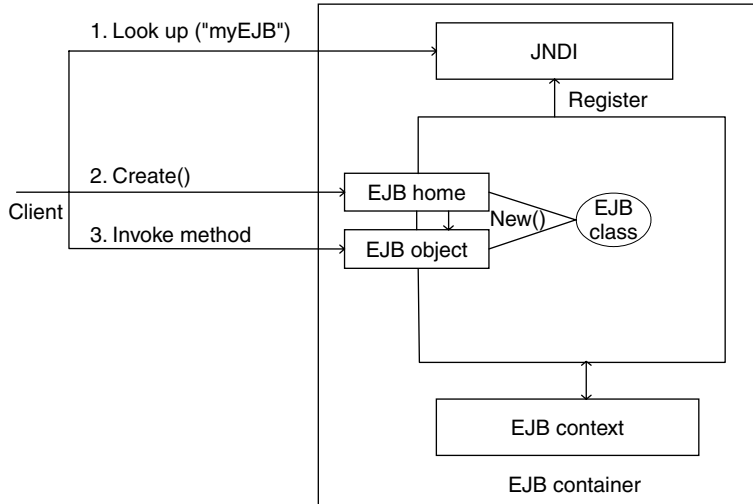 1. Look up ("myEJB")
JNDI
Register
2. Create()
EJB home
Client
New()
EJB
class
3. Invoke method
EJB object
EJB context
EJB container